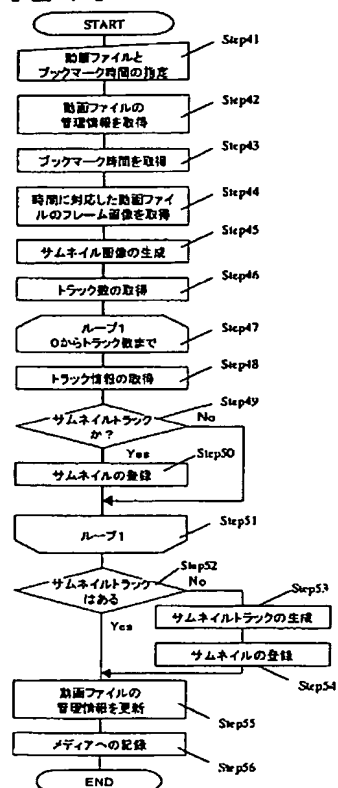 START
Step41
動画ファイルと
ブックマーク時間の指定
Step42
動画ファイルの
管理情報を取得
Step43
ブックマーク時間を取得
Step44
時間に対応した動画ファイ
ルのフレーム画像を取得
Step45
サムネイル画像の生成
Step46
トラック数の取得
Step47
ループ1
0からトラック数まで
Step48
トラック情報の取得
Step49
サムネイルトラック
か?
No
Yes
Step50
サムネイルの登録
Step51
ループ1
Step52
サムネイルトラック
はある
No
Yes
Step53
サムネイルトラックの生成
サムネイルの登録
Step54
動画ファイルの
管理情報を更新
Step55
メディアへの記録
Step56
END